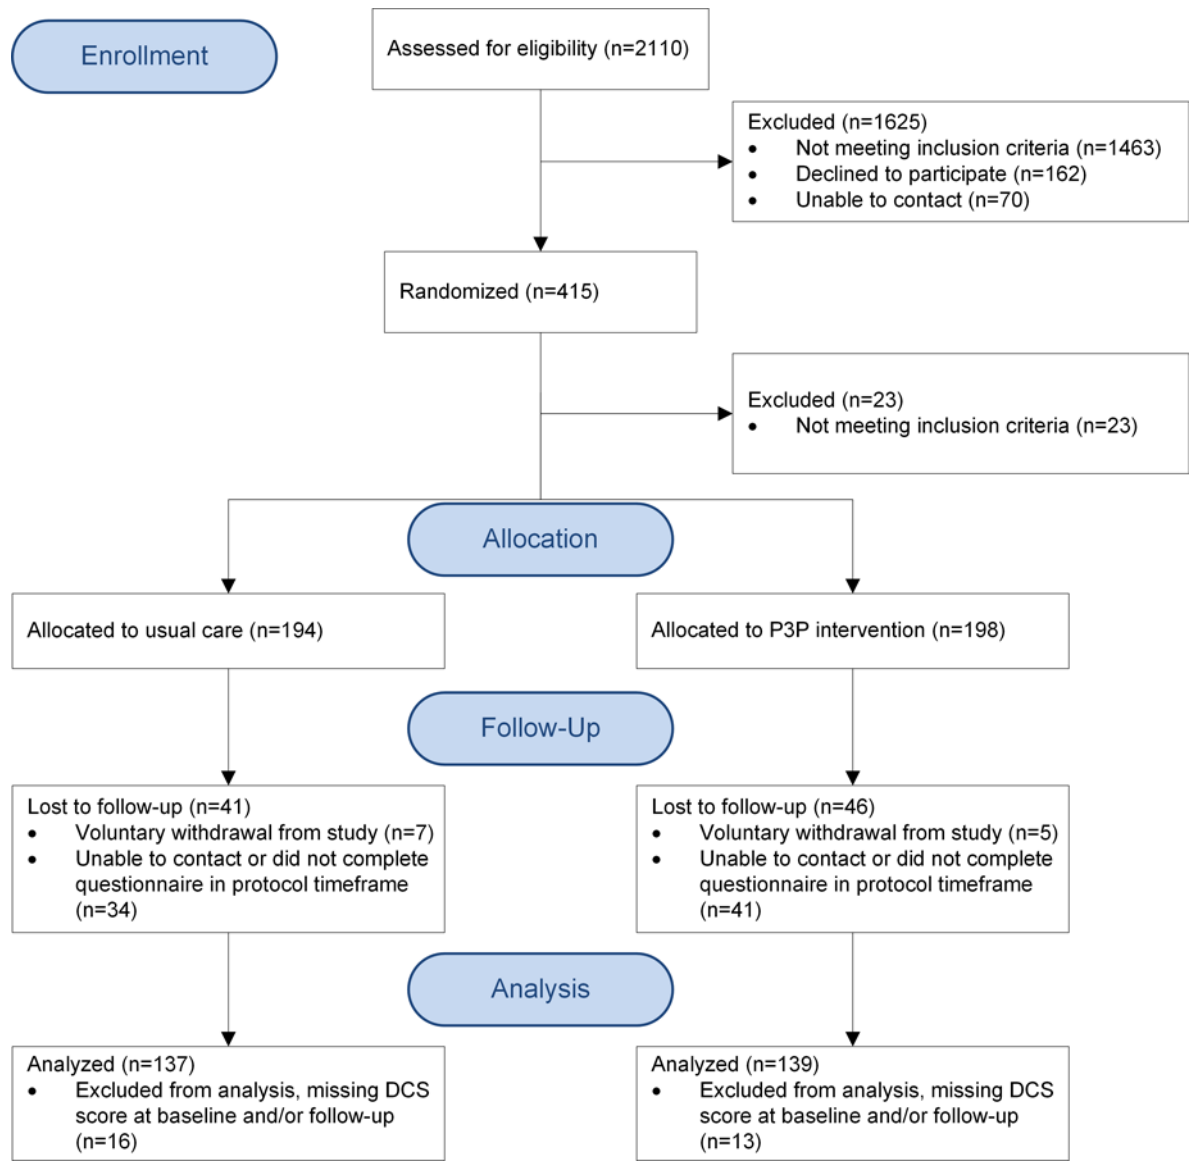 Enrollment
Assessed for eligibility (n=2110)
Excluded (n=1625)
• Not meeting inclusion criteria (n=1463)
• Declined to participate (n=162)
• Unable to contact (n=70)
Randomized (n=415)
Excluded (n=23)
• Not meeting inclusion criteria (n=23)
Allocation
Allocated to usual care (n=194)
Allocated to P3P intervention (n=198)
Follow-Up
Lost to follow-up (n=41)
• Voluntary withdrawal from study (n=7)
• Unable to contact or did not complete
questionnaire in protocol timeframe
(n=34)
Lost to follow-up (n=46)
• Voluntary withdrawal from study (n=5)
• Unable to contact or did not complete
questionnaire in protocol timeframe
(n=41)
Analysis
Analyzed (n=137)
• Excluded from analysis, missing DCS
score at baseline and/or follow-up
(n=16)
Analyzed (n=139)
• Excluded from analysis, missing DCS
score at baseline and/or follow-up
(n=13)